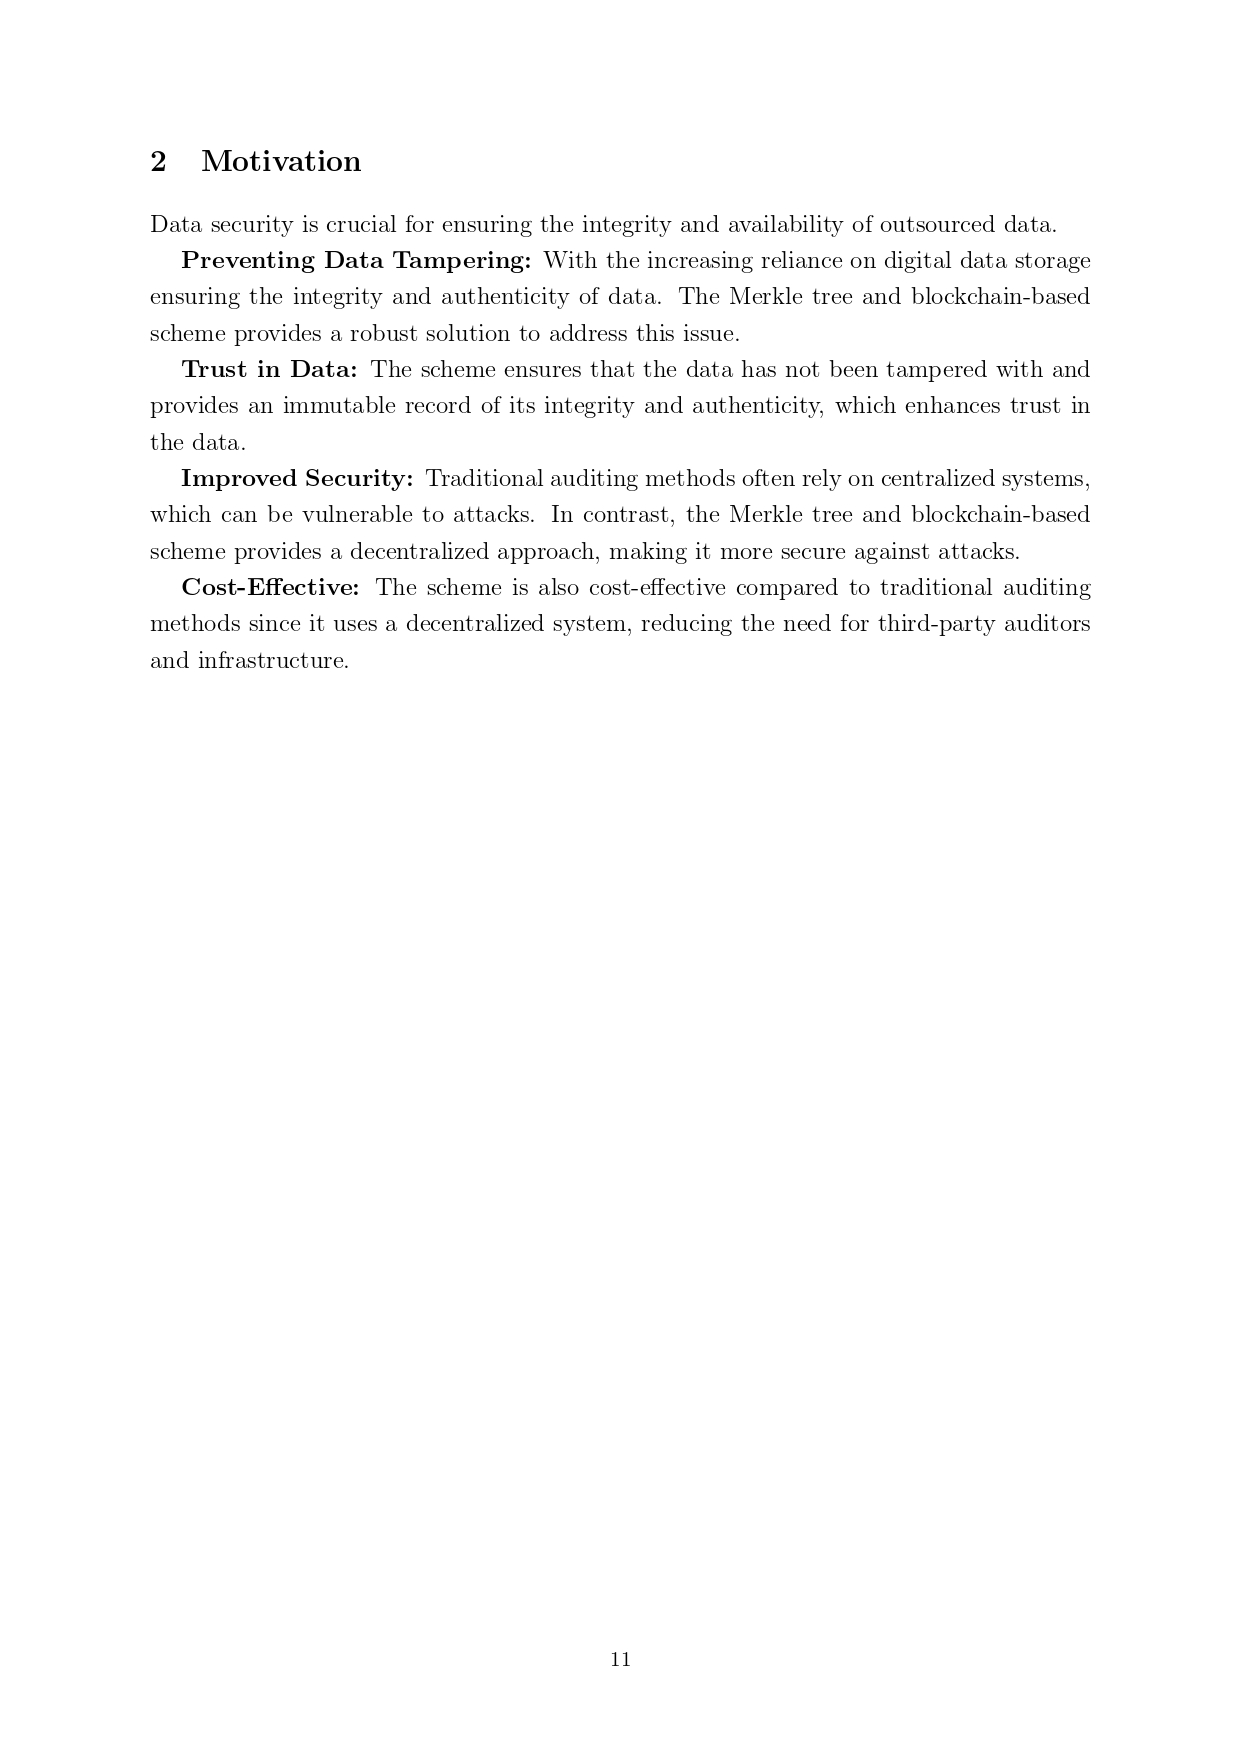 2 Motivation
Data security is crucial for ensuring the integrity and availability of outsourced data.
Preventing Data Tampering: With the increasing reliance on digital data storage
ensuring the integrity and authenticity of data. The Merkle tree and blockchain-based
scheme provides a robust solution to address this issue.
Trust in Data: The scheme ensures that the data has not been tampered with and
provides an immutable record of its integrity and authenticity, which enhances trust in
the data.
Improved Security: Traditional auditing methods often rely on centralized systems,
which can be vulnerable to attacks. In contrast, the Merkle tree and blockchain-based
scheme provides a decentralized approach, making it more secure against attacks.
Cost-Effective: The scheme is also cost-effective compared to traditional auditing
methods since it uses a decentralized system, reducing the need for third-party auditors
and infrastructure.
11